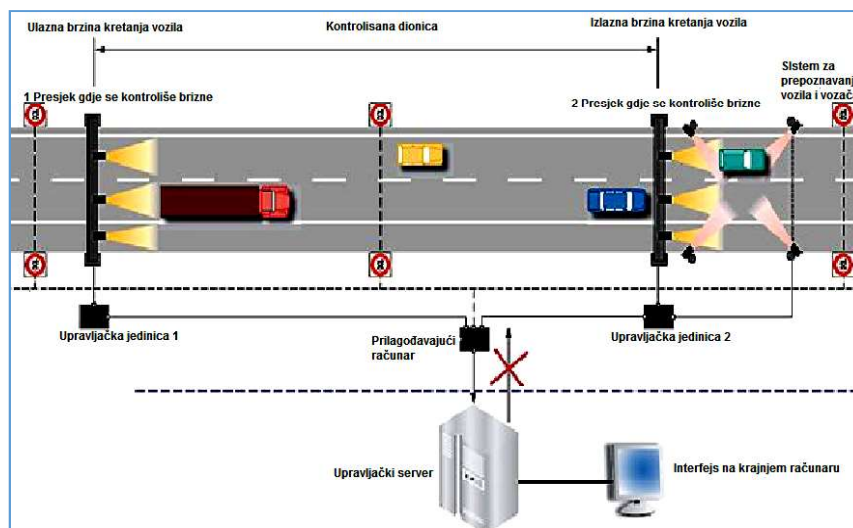 Ulazna brzina kretanja vozila
Kontrolisana dionica
Izlazna brzina kretanja vozila
1 Presjek gdje se kontroliše brizne
2 Presjek gdje se kontroliše brizne
Sistem za
prepoznavanj
vozila i vozača
Upravljačka jedinica 1
Prilagođavajući
računar
Upravljačka jedinica 2
Upravljački server
Interfejs na krajnjem računaru